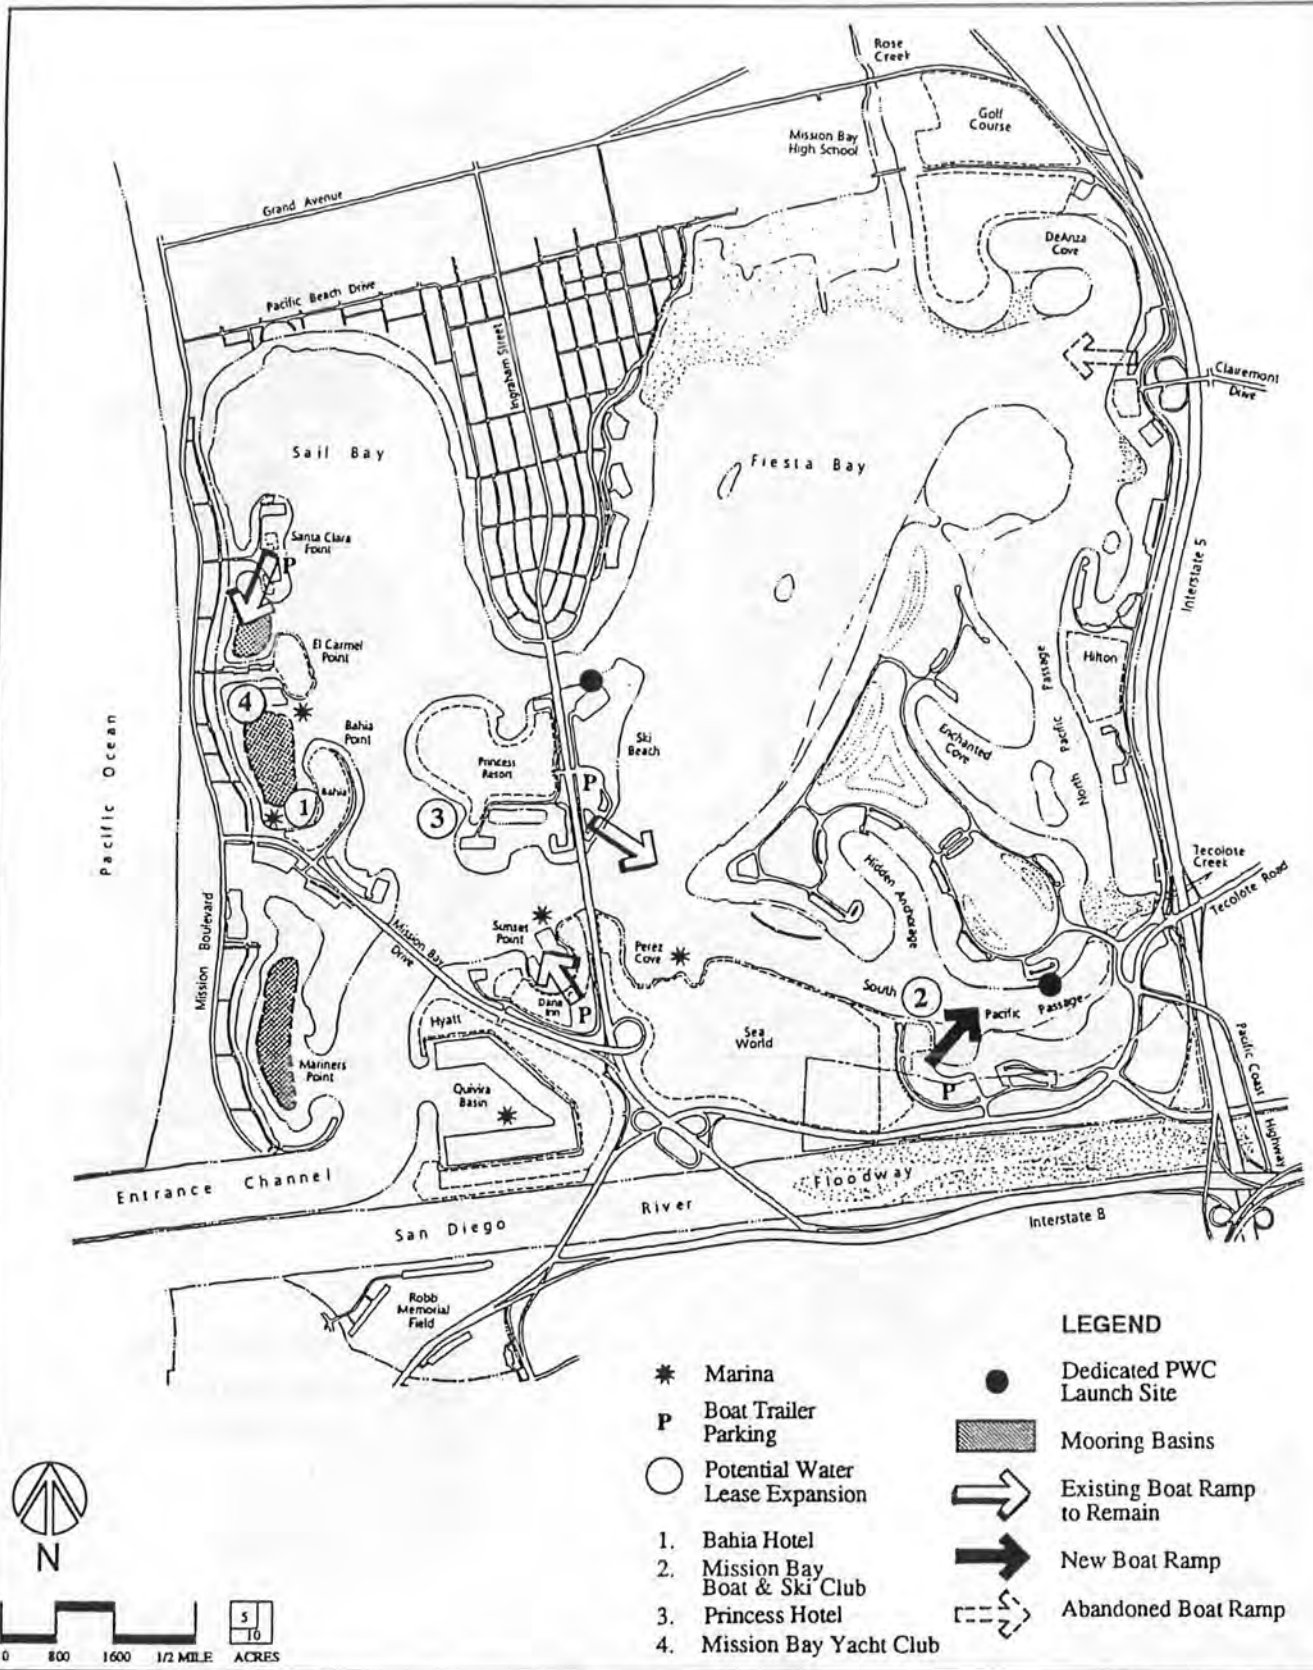 Rose
Creek
Golf
Course
Mission Bay
High School
Grand Avenue
DeAnza
Cove
Pacific Beach Drive
Ingraham Street
Clairemont
Drive
Sail Bay
Fiesta Bay
Santa Clara
Point
P
Interstate 5
El Carmel
Point
Hilton
4
Bahia
Point
Pacific Ocean
Princess
Resort
Ski
Beach
Enchanted
Cove
North Pacific Passage
P
Bahia
1
3
Tecolote
Creek
Tecolote Road
Hidden Anchorage
Mission Boulevard
Mission Bay
Drive
Sunset
Point
Perez
Cove
South
2
Pacific
Passage
Dana
Inn
P
Hyatt
Sea
World
Mariners
Point
Quivira
Basin
P
Pacific Coast Highway
Entrance Channel
Floodway
San Diego
River
Interstate 8
Robb
Memorial
Field
LEGEND
Marina
P
Boat Trailer
Parking
Potential Water
Lease Expansion
1. Bahia Hotel
2. Mission Bay
Boat & Ski Club
3. Princess Hotel
4. Mission Bay Yacht Club
Dedicated PWC
Launch Site
Mooring Basins
Existing Boat Ramp
to Remain
New Boat Ramp
Abandoned Boat Ramp
N
5
10
0 800 1600 1/2 MILE ACRES